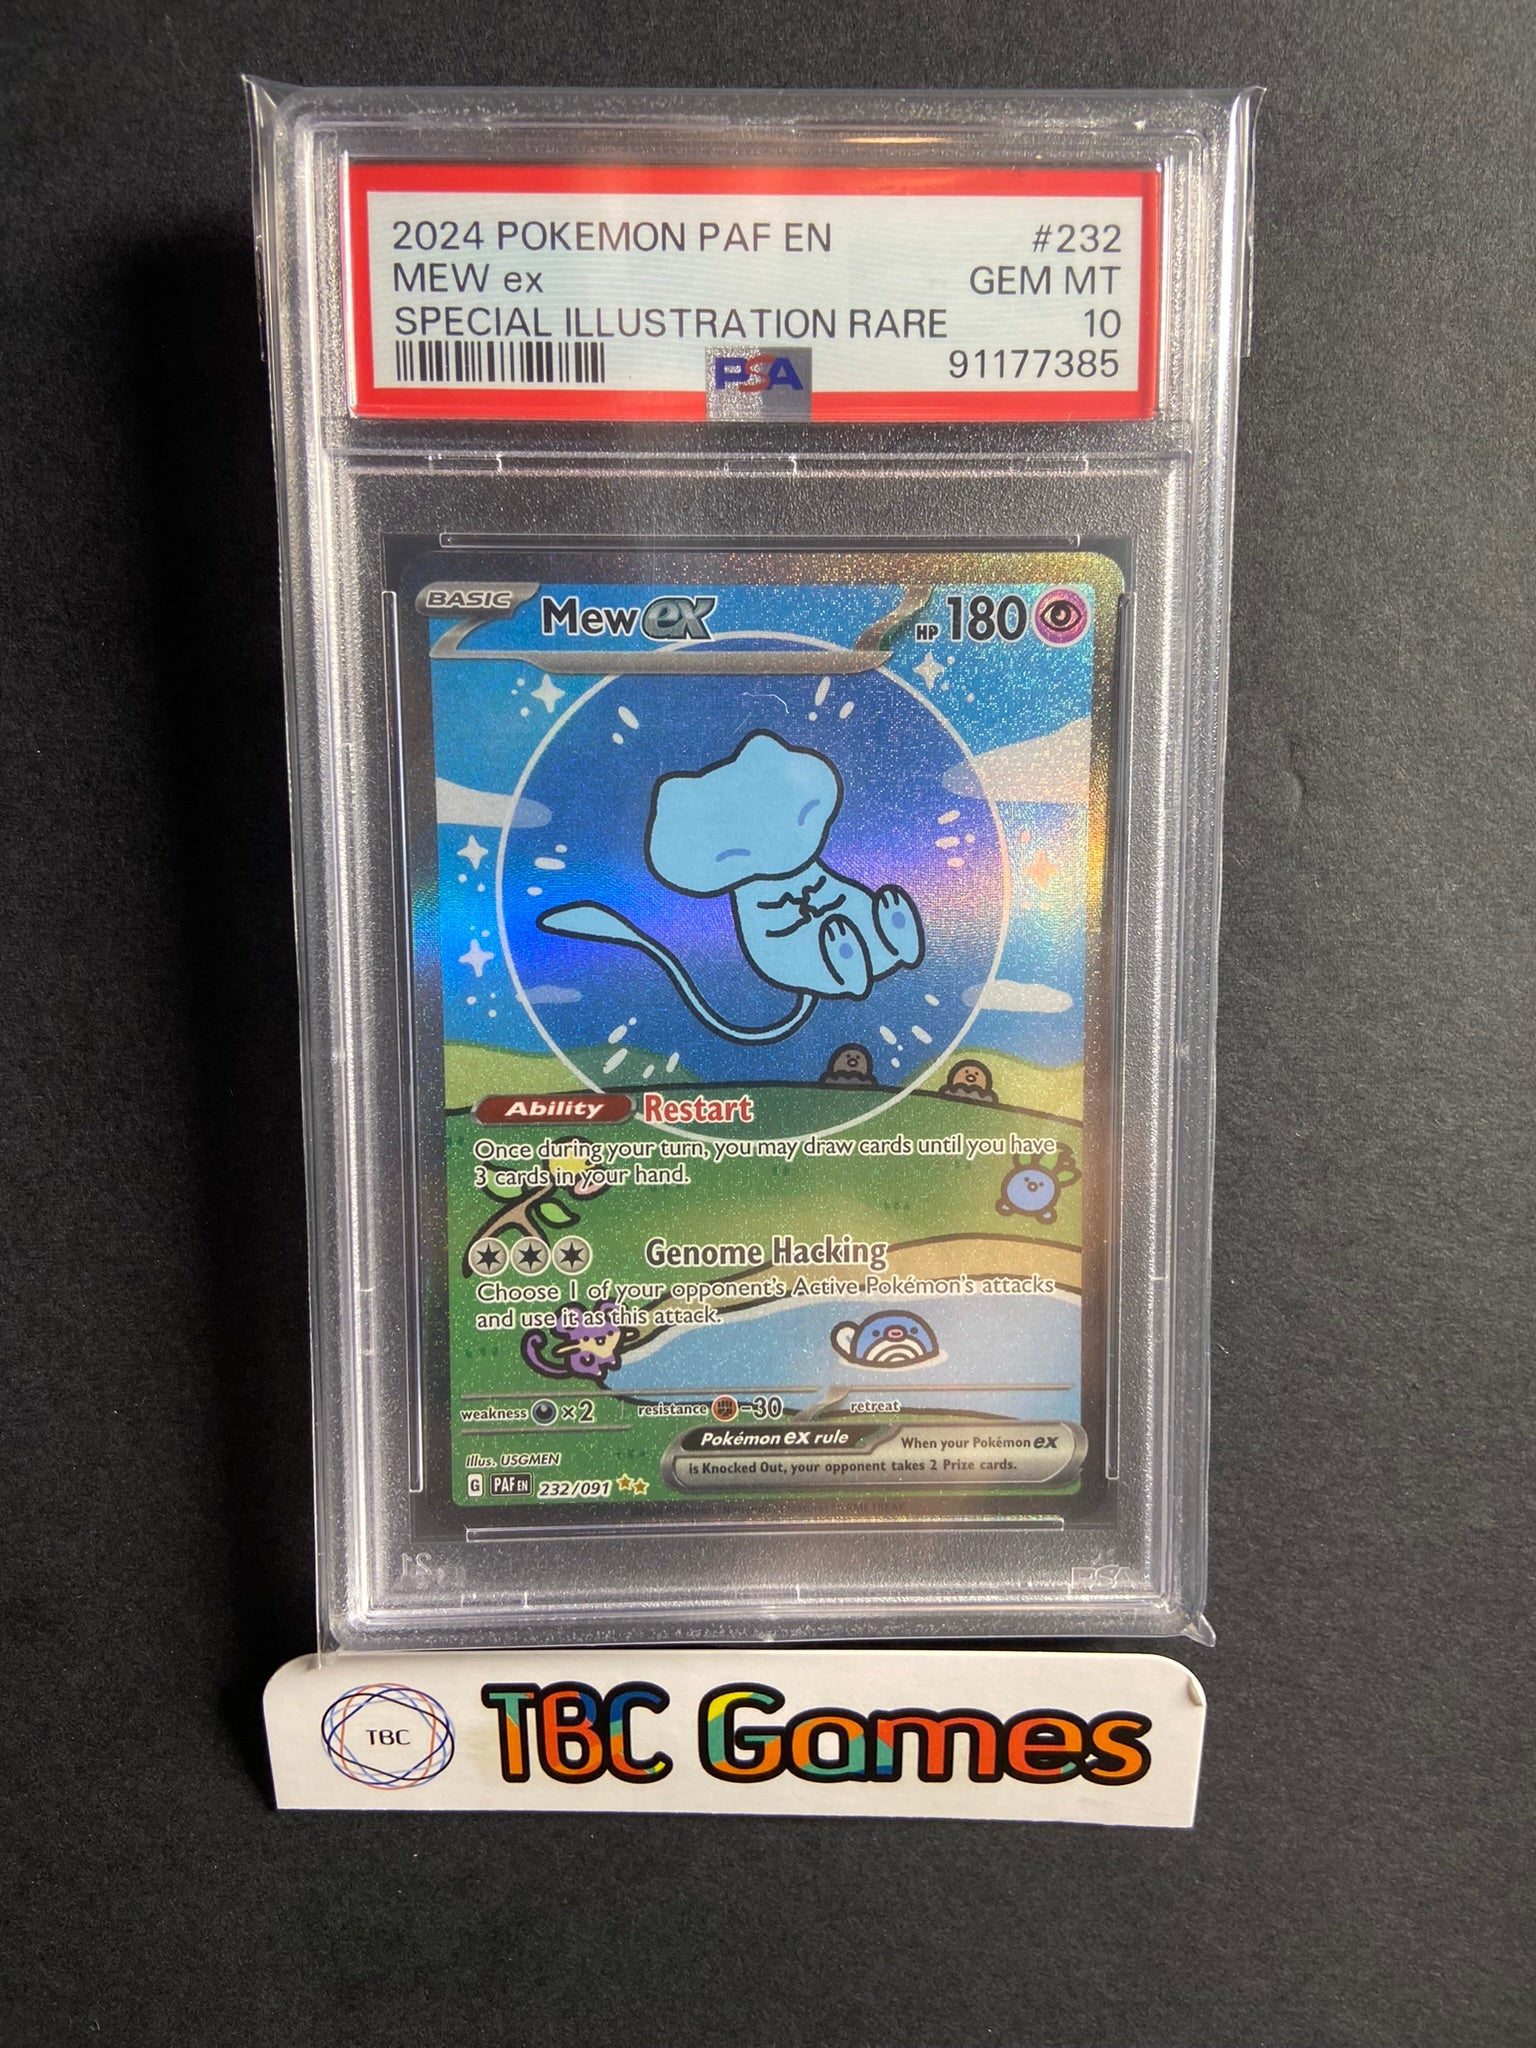 2024 POKEMON PAF EN #232
MEW ex GEM MT
SPECIAL ILLUSTRATION RARE 10
PSA 91177385
BASIC Mew ex HP 180
Ability Restart
Once during your turn, you may draw cards until you have
3 cards in your hand.
Genome Hacking
Choose 1 of your opponent's Active Pokémon's attacks
and use it as this attack.
weakness ×2 resistance -30 retreat
Pokémon ex rule When your Pokémon ex
is Knocked Out, your opponent takes 2 Prize cards.
Illus. USGMEN
G PAF EN 232/091
PSA
TBC TBC Games